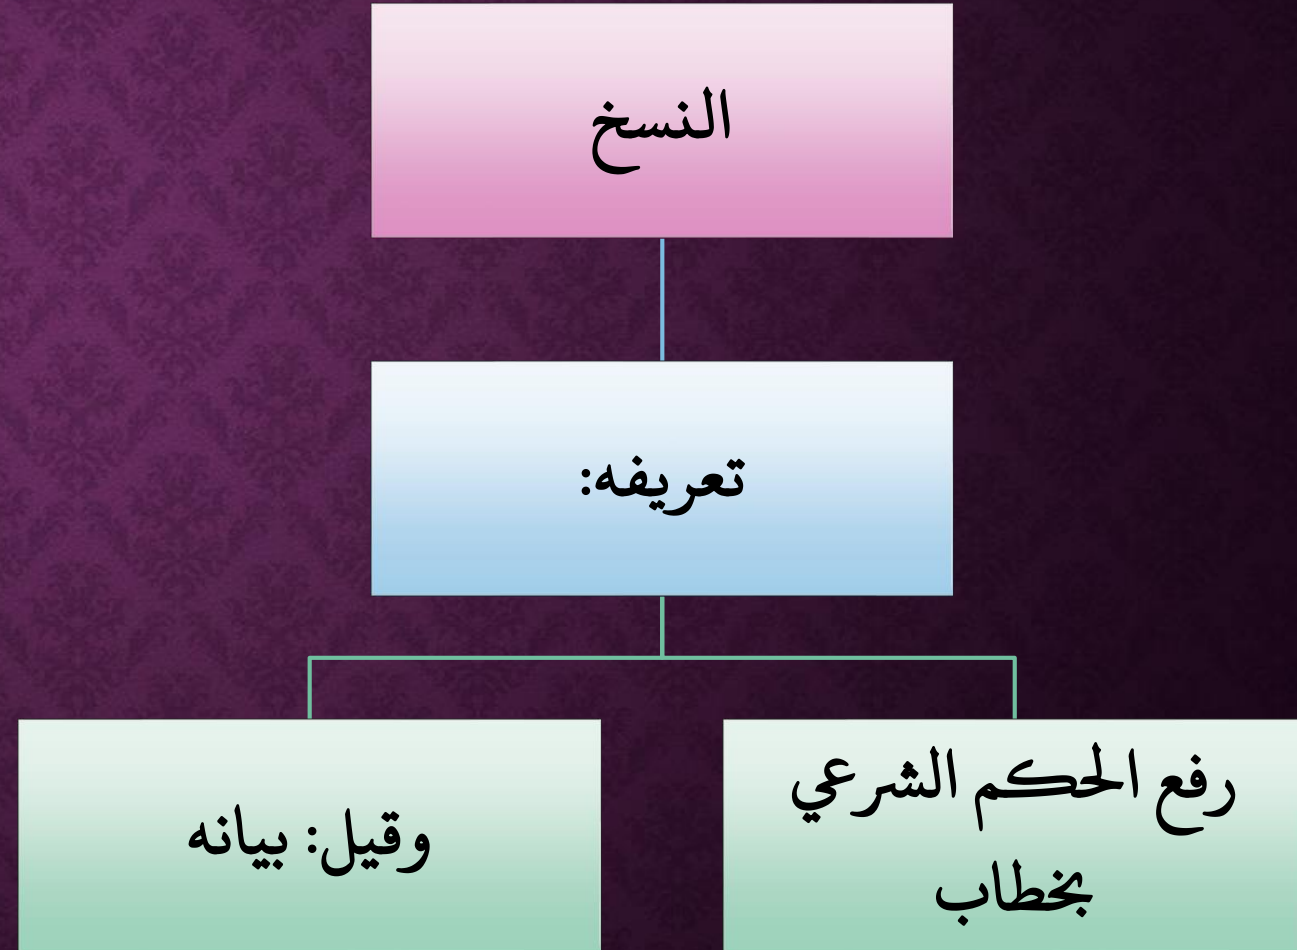 النسخ
تعريفه:
رفع الحكم الشرعي
بخطاب
وقيل: بيانه